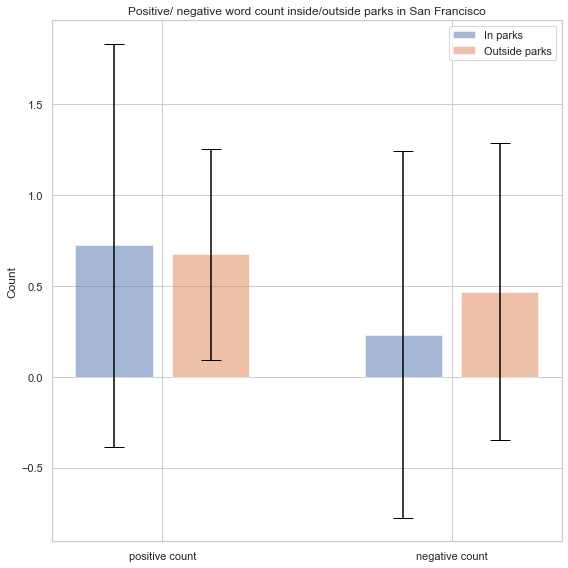 Positive/ negative word count inside/outside parks in San Francisco
In parks
Outside parks
1.5
1.0
0.5
0.0
−0.5
Count
positive count
negative count